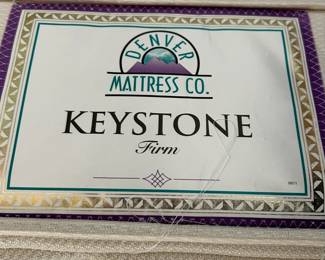 DENVER
MATTRESS CO.
KEYSTONE
Firm